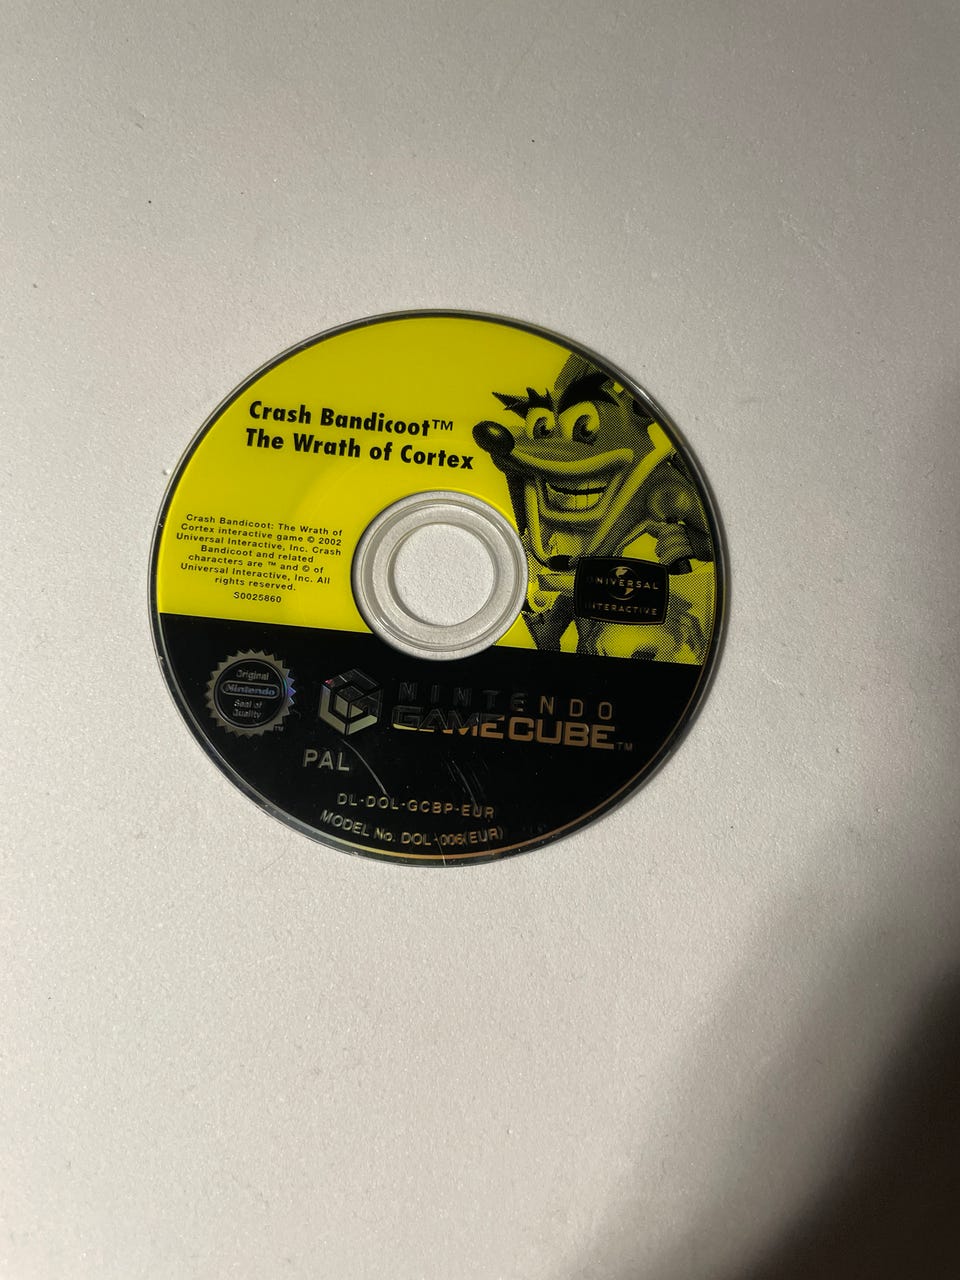 Crash Bandicoot™
The Wrath of Cortex
Crash Bandicoot: The Wrath of
Cortex interactive game © 2002
Universal Interactive, Inc. Crash
Bandicoot and related
characters are ™ and © of
Universal Interactive, Inc. All
rights reserved.
S0025860
UNIVERSAL
INTERACTIVE
Original
Nintendo
Seal of
Quality
TM
NINTENDO
GAMECUBE™
PAL
DL-DOL-GCBP-EUR
MODEL No. DOL-006(EUR)